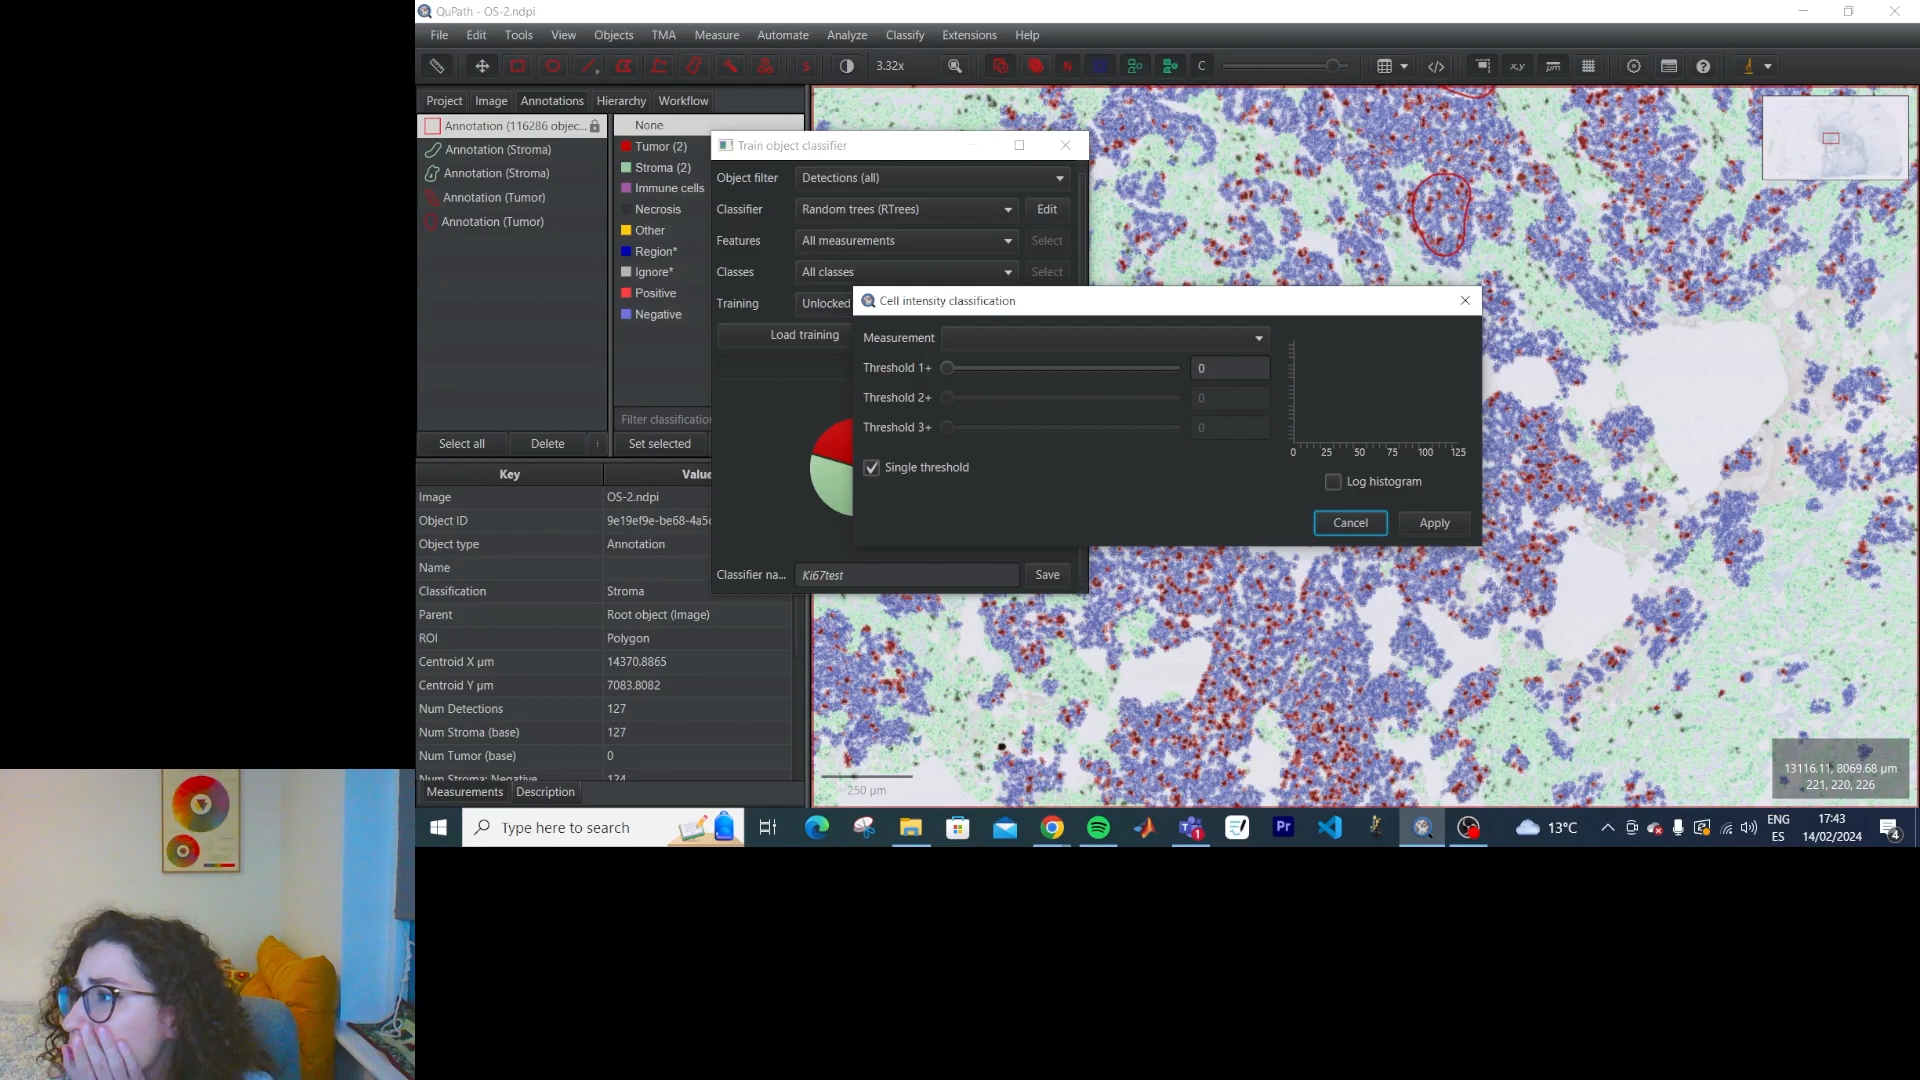 QuPath - OS-2.ndpi
File Edit Tools View Objects TMA Measure Automate Analyze Classify Extensions Help
S 3.32x N C x,y
Project Image Annotations Hierarchy Workflow
Annotation (116286 objec...
Annotation (Stroma)
Annotation (Stroma)
Annotation (Tumor)
Annotation (Tumor)
Select all Delete
None
Tumor (2)
Stroma (2)
Immune cells
Necrosis
Other
Region*
Ignore*
Positive
Negative
Filter classification
Set selected
Key Value
Image OS-2.ndpi
Object ID 9e19ef9e-be68-4a5
Object type Annotation
Name
Classification Stroma
Parent Root object (Image)
ROI Polygon
Centroid X µm 14370.8865
Centroid Y µm 7083.8082
Num Detections 127
Num Stroma (base) 127
Num Tumor (base) 0
Num Stroma: Negative 124
Measurements Description
Train object classifier
Object filter Detections (all)
Classifier Random trees (RTrees) Edit
Features All measurements Select
Classes All classes Select
Training Unlocked
Load training
Classifier na... Ki67test Save
Cell intensity classification
Measurement
Threshold 1+ 0
Threshold 2+ 0
Threshold 3+ 0
Single threshold
0 25 50 75 100 125
Log histogram
Cancel Apply
250 µm
13116.11, 8069.68 µm
221, 220, 226
Type here to search
Pr
1
13°C
ENG
ES
17:43
14/02/2024
4